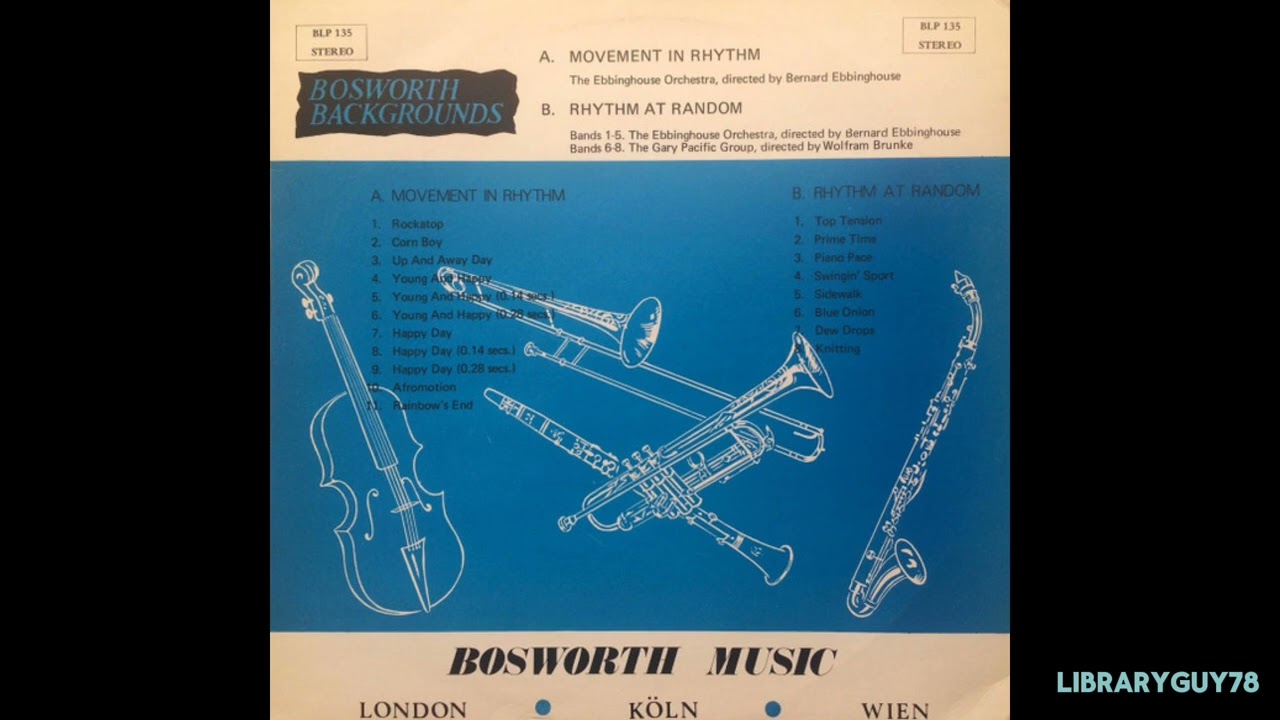 BLP 135
STEREO
BLP 135
STEREO
BOSWORTH
BACKGROUNDS
A. MOVEMENT IN RHYTHM
The Ebbinghouse Orchestra, directed by Bernard Ebbinghouse
B. RHYTHM AT RANDOM
Bands 1-5. The Ebbinghouse Orchestra, directed by Bernard Ebbinghouse
Bands 6-8. The Gary Pacific Group, directed by Wolfram Brunke
A. MOVEMENT IN RHYTHM
1. Rockstop
2. Corn Boy
3. Up And Away Day
4. Young And Happy
5. Young And Happy (0.14 secs.)
6. Young And Happy (0.28 secs.)
7. Happy Day
8. Happy Day (0.14 secs.)
9. Happy Day (0.28 secs.)
10. Afromotion
11. Rainbow's End
B. RHYTHM AT RANDOM
1. Top Tension
2. Prime Time
3. Piano Pace
4. Swingin' Sport
5. Sidewalk
6. Blue Onion
7. Dew Drops
Knitting
BOSWORTH MUSIC
LONDON • KÖLN • WIEN
LIBRARYGUY78